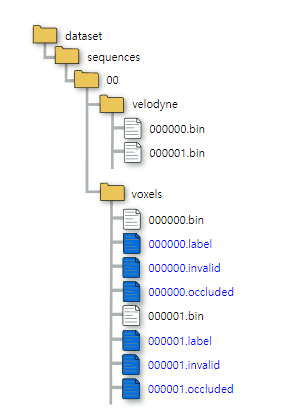 dataset
sequences
00
velodyne
000000.bin
000001.bin
voxels
000000.bin
000000.label
000000.invalid
000000.occluded
000001.bin
000001.label
000001.invalid
000001.occluded